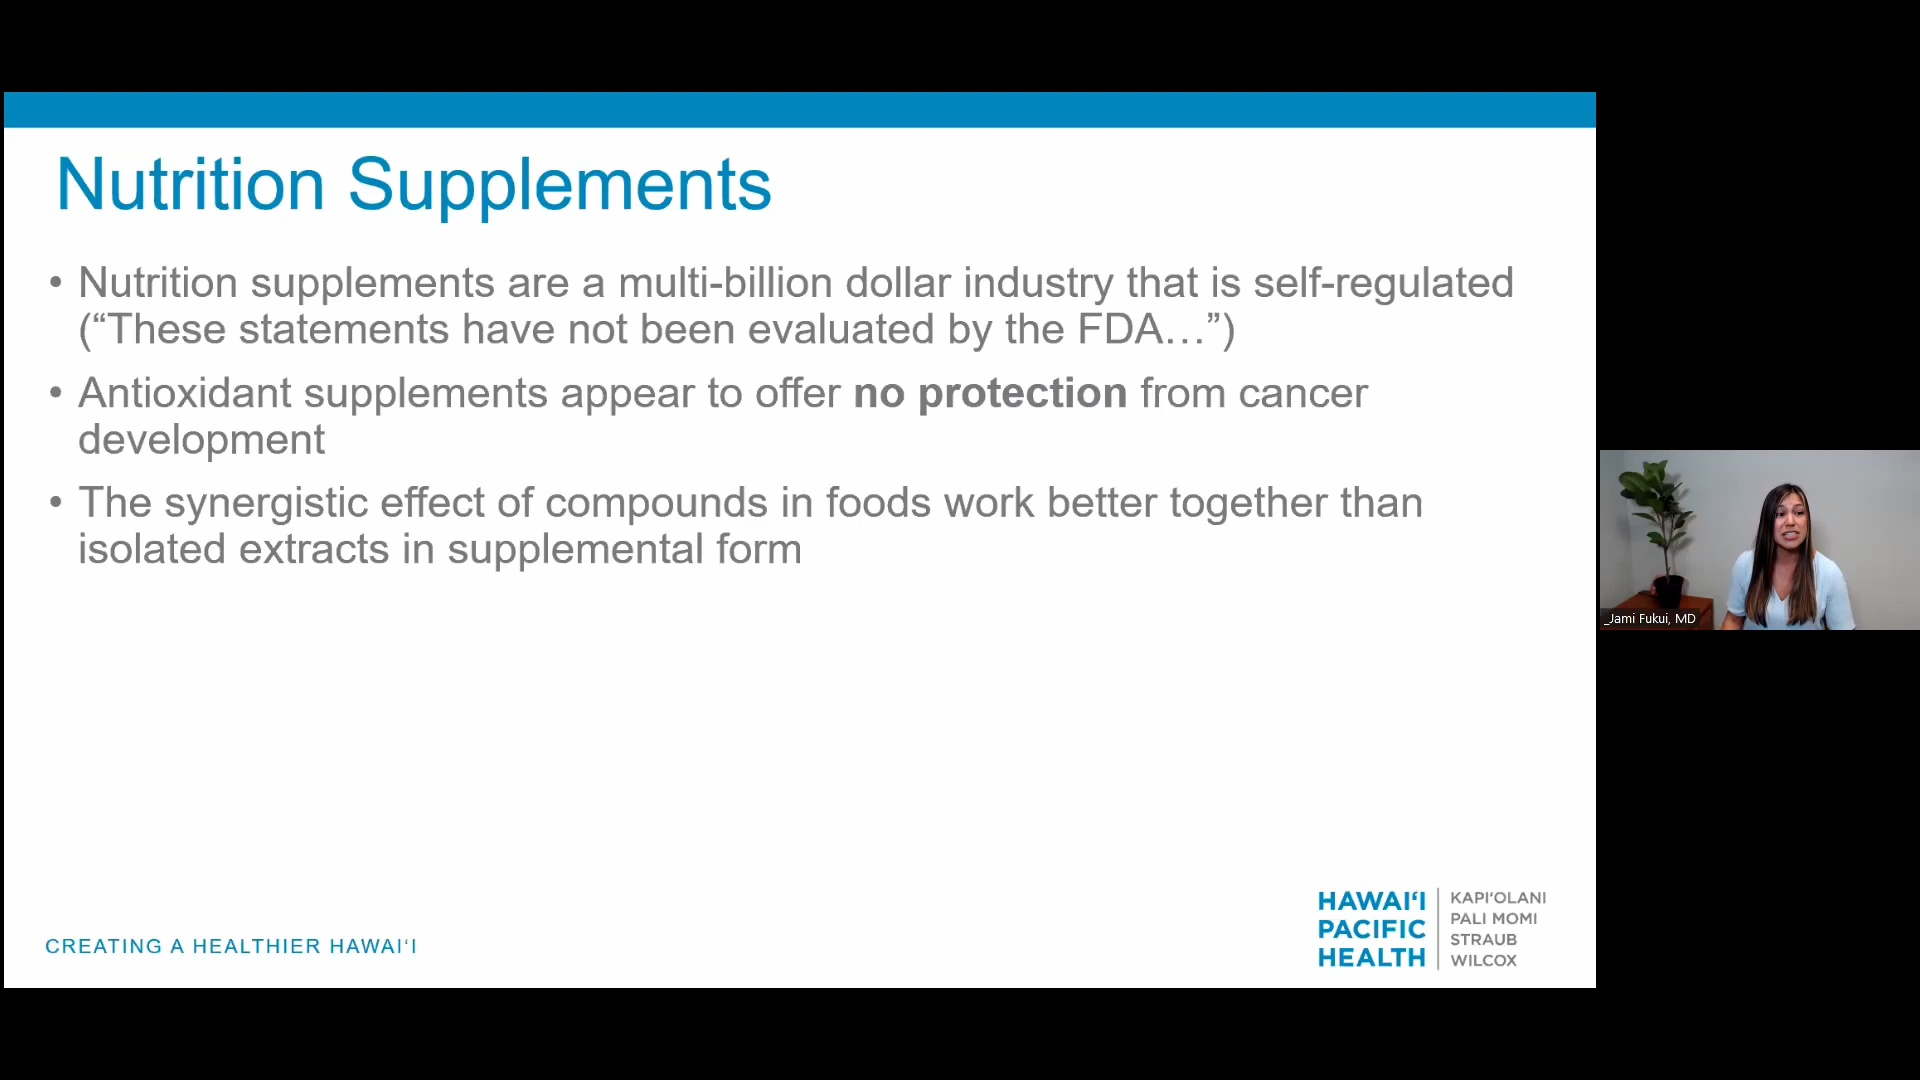 Nutrition Supplements
• Nutrition supplements are a multi-billion dollar industry that is self-regulated
(“These statements have not been evaluated by the FDA…”)
• Antioxidant supplements appear to offer no protection from cancer
development
• The synergistic effect of compounds in foods work better together than
isolated extracts in supplemental form
_Jami Fukui, MD
CREATING A HEALTHIER HAWAI‘I
HAWAI‘I
PACIFIC
HEALTH
KAPI‘OLANI
PALI MOMI
STRAUB
WILCOX